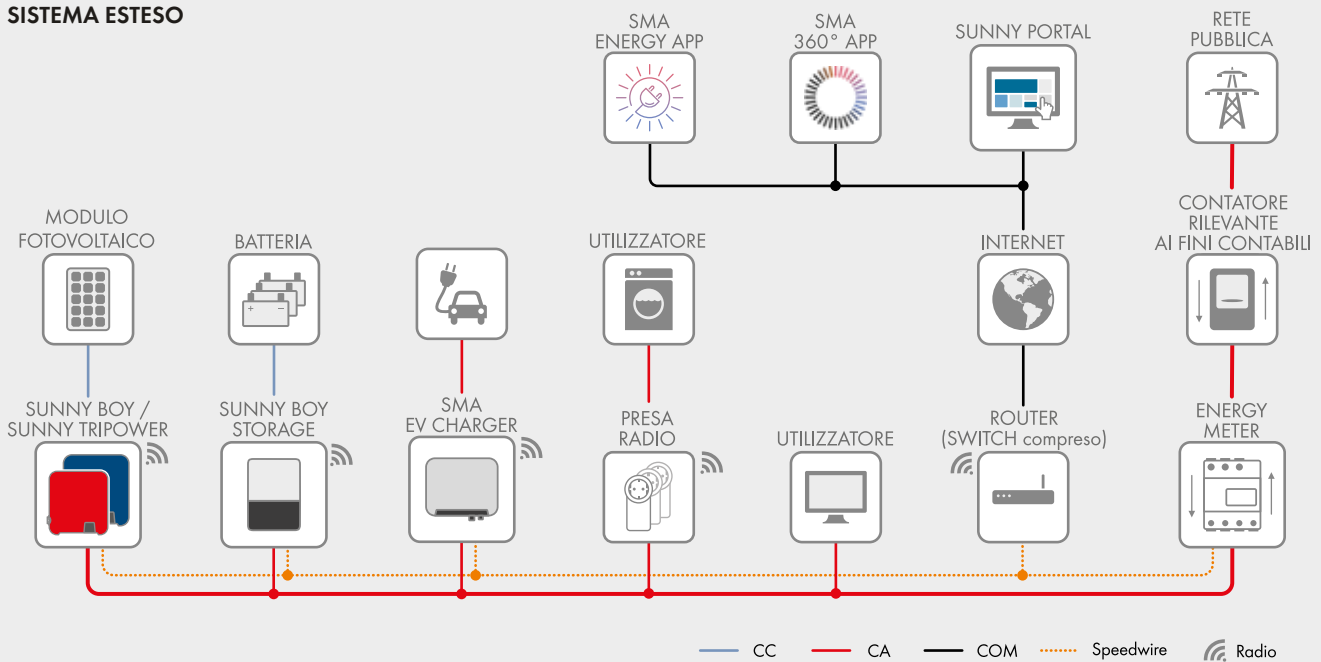 SISTEMA ESTESO
SMA
ENERGY APP
SMA
360° APP
SUNNY PORTAL
RETE
PUBBLICA
MODULO
FOTOVOLTAICO
BATTERIA
UTILIZZATORE
INTERNET
CONTATORE
RILEVANTE
AI FINI CONTABILI
SUNNY BOY /
SUNNY TRIPOWER
SUNNY BOY
STORAGE
SMA
EV CHARGER
PRESA
RADIO
UTILIZZATORE
ROUTER
(SWITCH compreso)
ENERGY
METER
CC
CA
COM
Speedwire
Radio